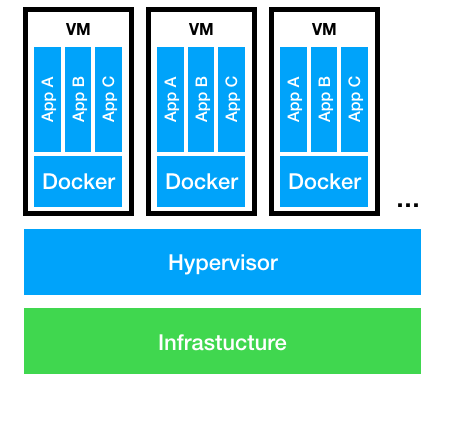 VM VM VM
App A App B App C App A App B App C App A App B App C
Docker Docker Docker
...
Hypervisor
Infrastucture